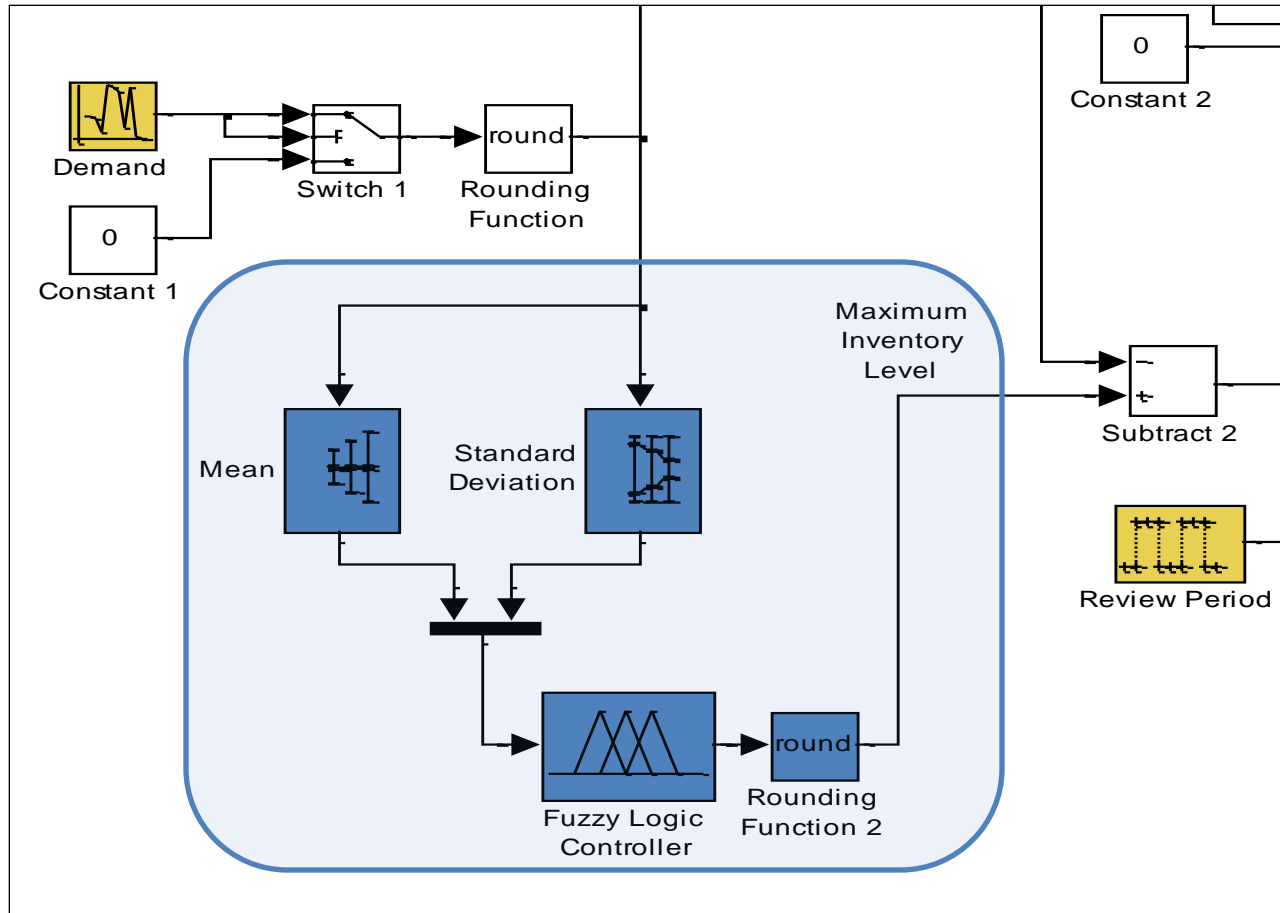 0
Constant 2
Demand
Switch 1
round
Rounding
Function
0
Constant 1
Maximum
Inventory
Level
−
+
Subtract 2
Mean
Standard
Deviation
Review Period
Fuzzy Logic
Controller
round
Rounding
Function 2